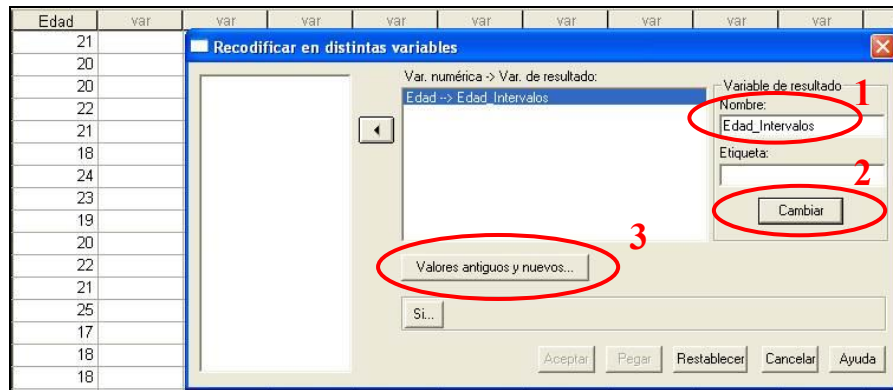 Edad var var var var var var var var var
21
20
20
22
21
18
24
23
19
20
22
21
25
17
18
18
Recodificar en distintas variables
Var. numérica -> Var. de resultado:
Edad --> Edad_Intervalos
Variable de resultado
1
Nombre:
Edad_Intervalos
Etiqueta:
2
Cambiar
3
Valores antiguos y nuevos...
Si...
Aceptar Pegar Restablecer Cancelar Ayuda